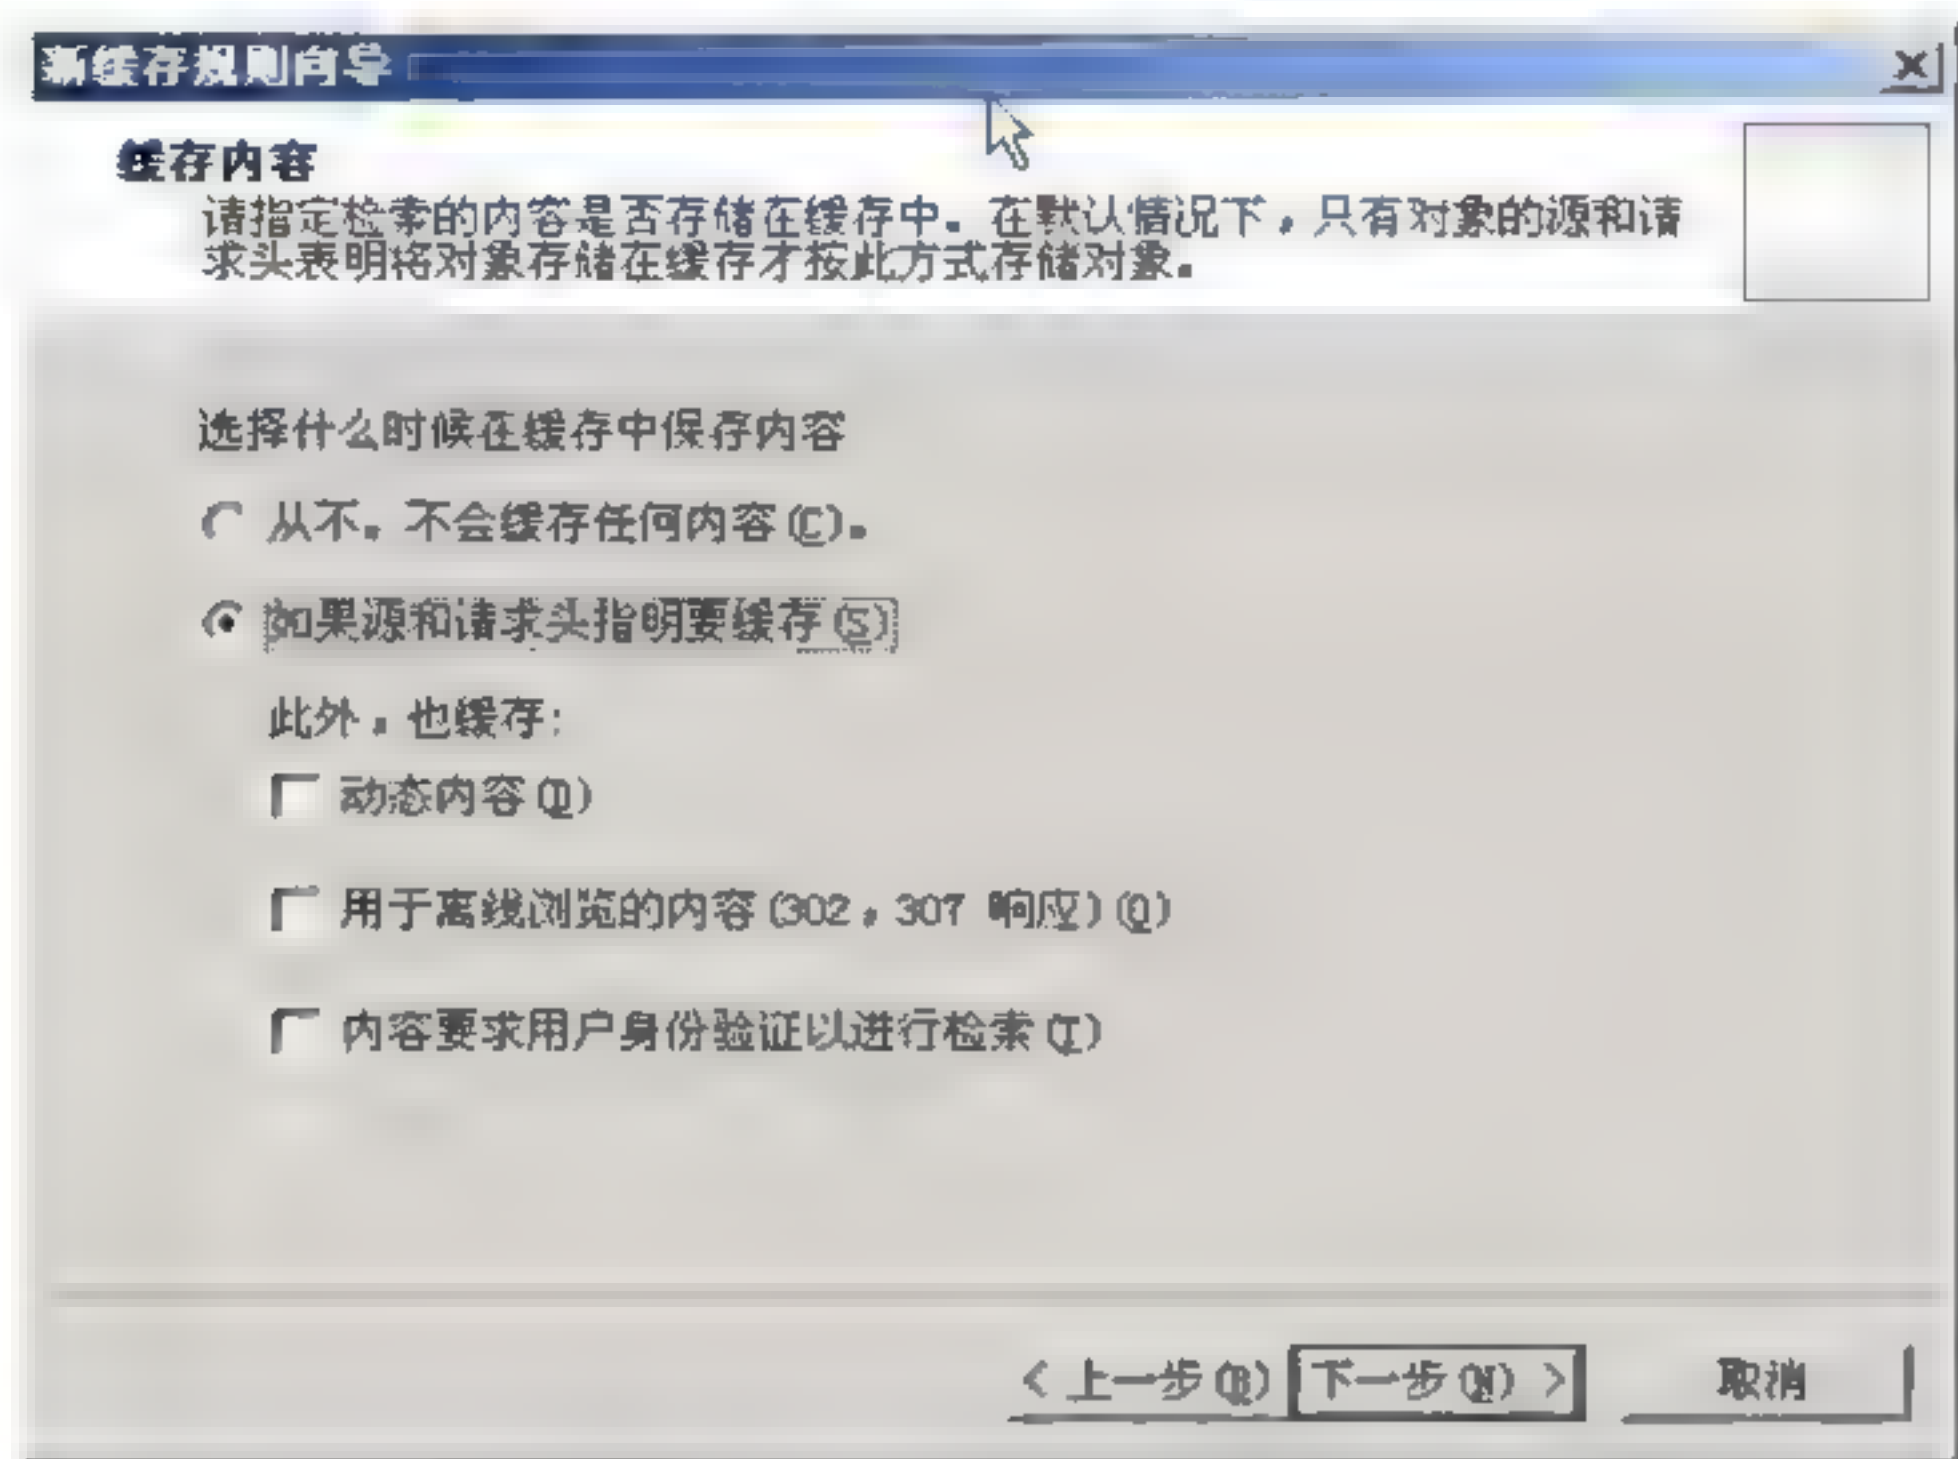 新缓存规则向导
缓存内容
请指定检索的内容是否存储在缓存中。在默认情况下，只有对象的源和请
求头表明将对象存储在缓存才按此方式存储对象。
选择什么时候在缓存中保存内容
从不。不会缓存任何内容(C)。
如果源和请求头指明要缓存(S)
此外，也缓存:
动态内容(D)
用于离线浏览的内容(302，307 响应)(O)
内容要求用户身份验证以进行检索(T)
< 上一步(B) 下一步(N) > 取消